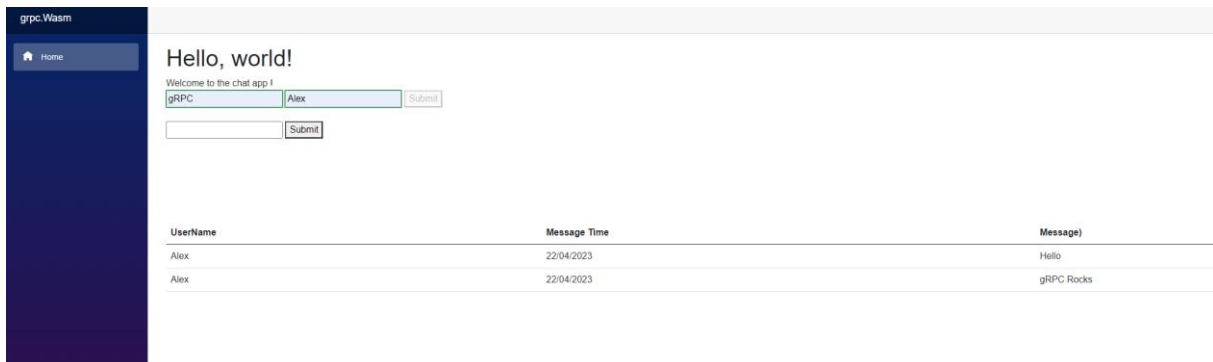 grpc.Wasm
Home
Hello, world!
Welcome to the chat app !
gRPC Alex Submit
Submit
UserName Message Time Message)
Alex 22/04/2023 Hello
Alex 22/04/2023 gRPC Rocks